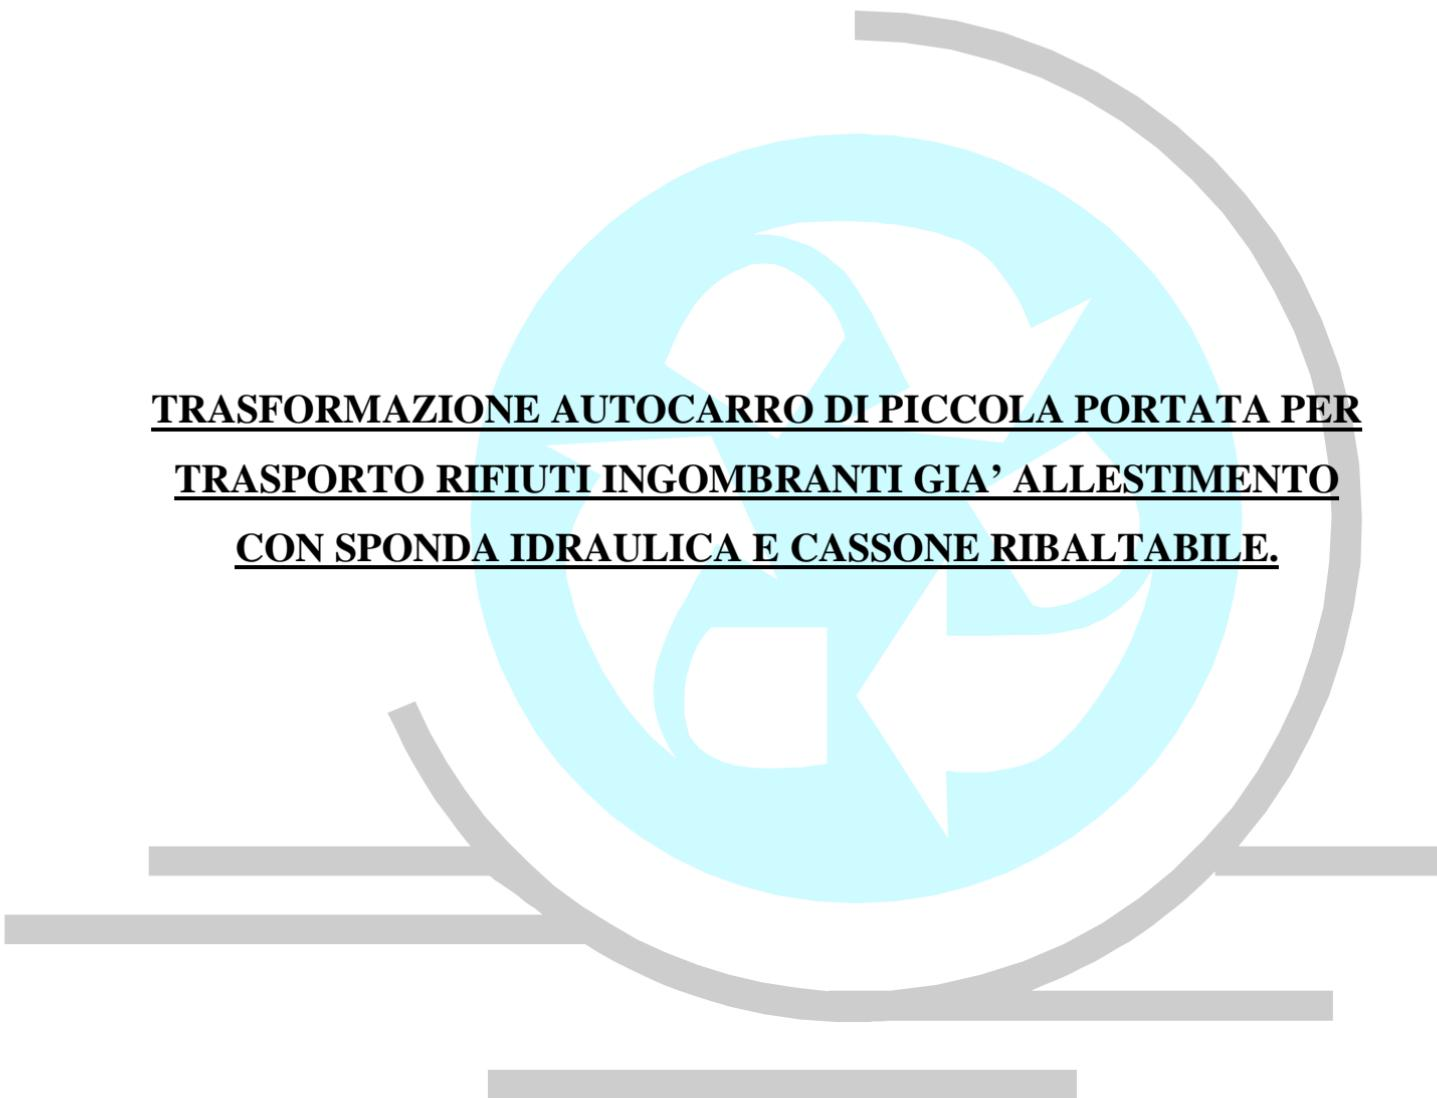 TRASFORMAZIONE AUTOCARRO DI PICCOLA PORTATA PER
TRASPORTO RIFIUTI INGOMBRANTI GIA’ ALLESTIMENTO
CON SPONDA IDRAULICA E CASSONE RIBALTABILE.